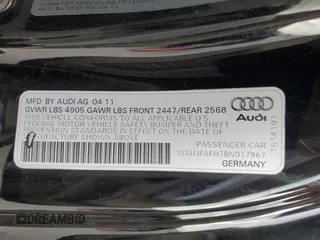 MFD. BY AUDI AG 04 11
GVWR LBS 4905 GAWR LBS FRONT 2447/REAR 2568
THIS VEHICLE CONFORMS TO ALL APPLICABLE U.S
FEDERAL MOTOR VEHICLE SAFETY BUMPER AND THEFT
PREVENTION STANDARDS IN EFFECT ON THE DATE OF
MANUFACTURE SHOWN ABOVE
PASSENGER CAR
WAUJFAFH7BN017967
GERMANY
Audi
DREAMBID